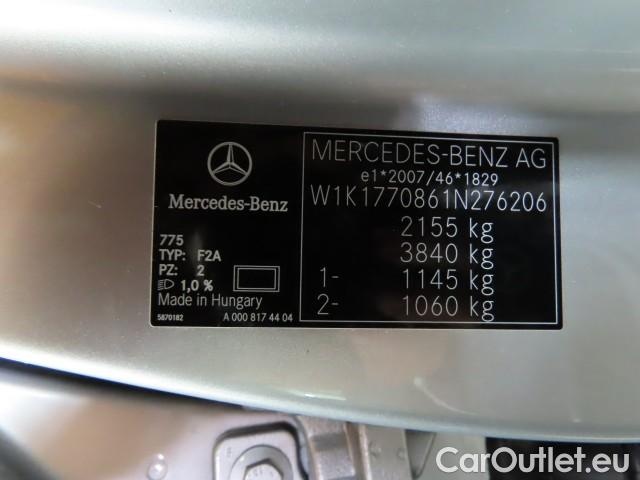 Mercedes-Benz
775
TYP: F2A
PZ: 2
1,0 %
Made in Hungary
5870182 A 000 817 44 04
MERCEDES-BENZ AG
e1*2007/46*1829
W1K1770861N276206
2155 kg
3840 kg
1- 1145 kg
2- 1060 kg
CarOutlet.eu